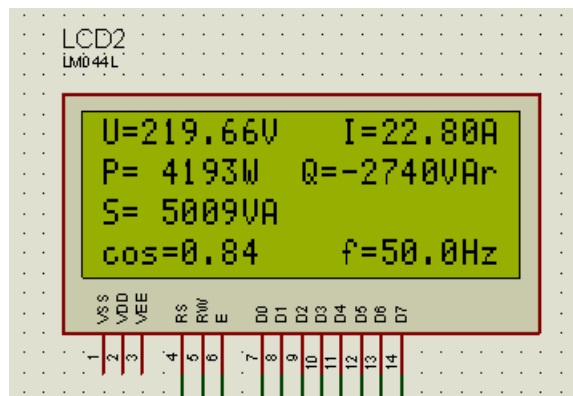 LCD2
LM044L
U=219.66V I=22.80A
P= 4193W Q=-2740VAr
S= 5009VA
cos=0.84 f=50.0Hz
VSS VDD VEE RS RW E D0 D1 D2 D3 D4 D5 D6 D7
1 2 3 4 5 6 7 8 9 10 11 12 13 14